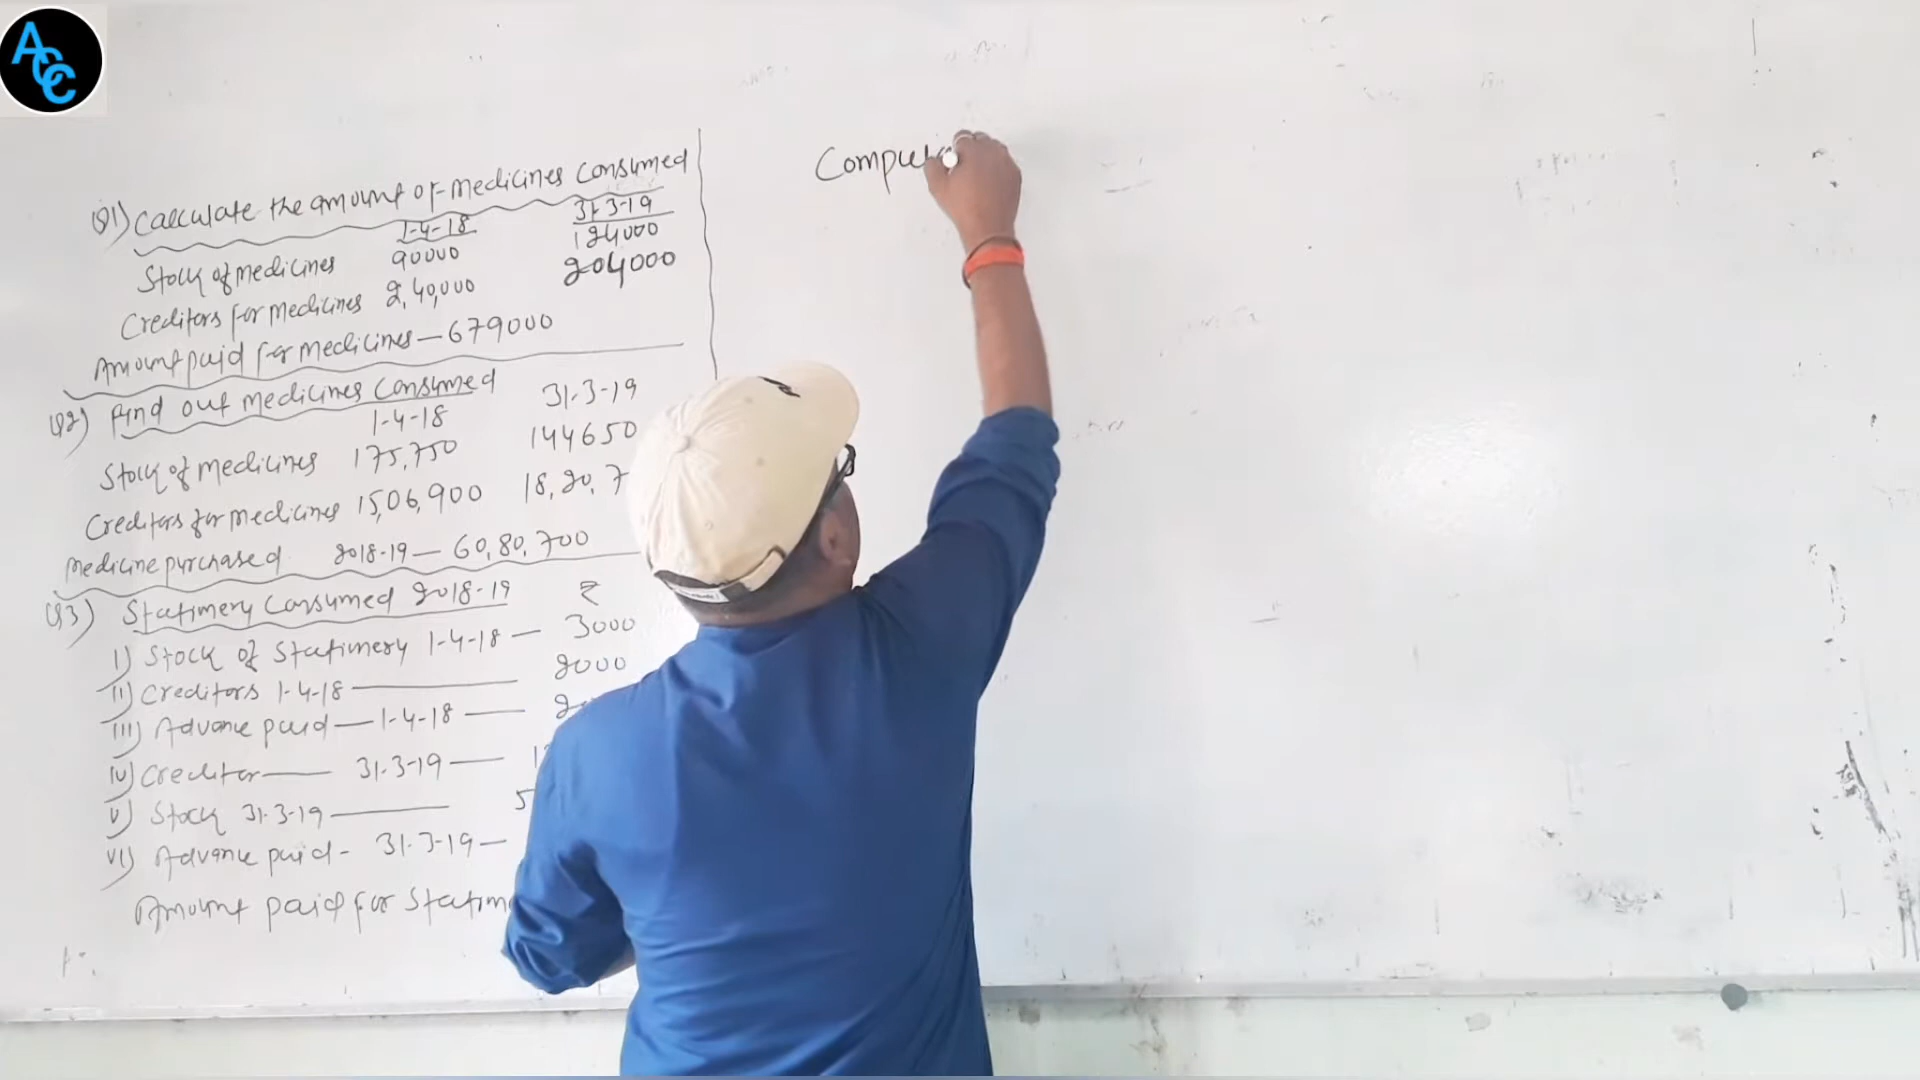 ACC
Q1) Calculate the amount of medicines Consumed
1-4-18 31-3-19
Stock of medicines 90000 124000
Creditors for medicines 2,40,000 204000
Amount paid for medicines — 679000
Q2) Find out medicines Consumed
1-4-18 31.3-19
Stock of medicines 175,750 144650
Creditors for medicines 15,06,900 18,20,7
Medicine purchased 2018-19 — 60,80,700
Q3) Stationery Consumed 2018-19 ₹
I) Stock of Stationery 1-4-18 — 3000
II) Creditors 1-4-18 — 2000
III) Advance paid — 1-4-18 —
IV) Creditor — 31.3-19 —
V) Stock 31.3-19 — 5
VI) Advance paid - 31.3-19 —
Amount paid for Station
Comput